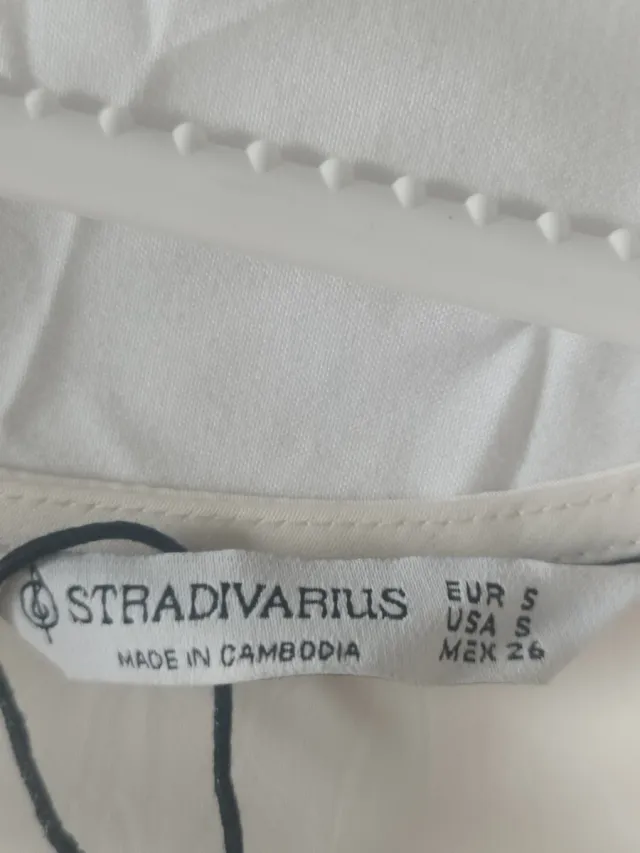 STRADIVARIUS
MADE IN CAMBODIA
EUR S
USA S
MEX 26